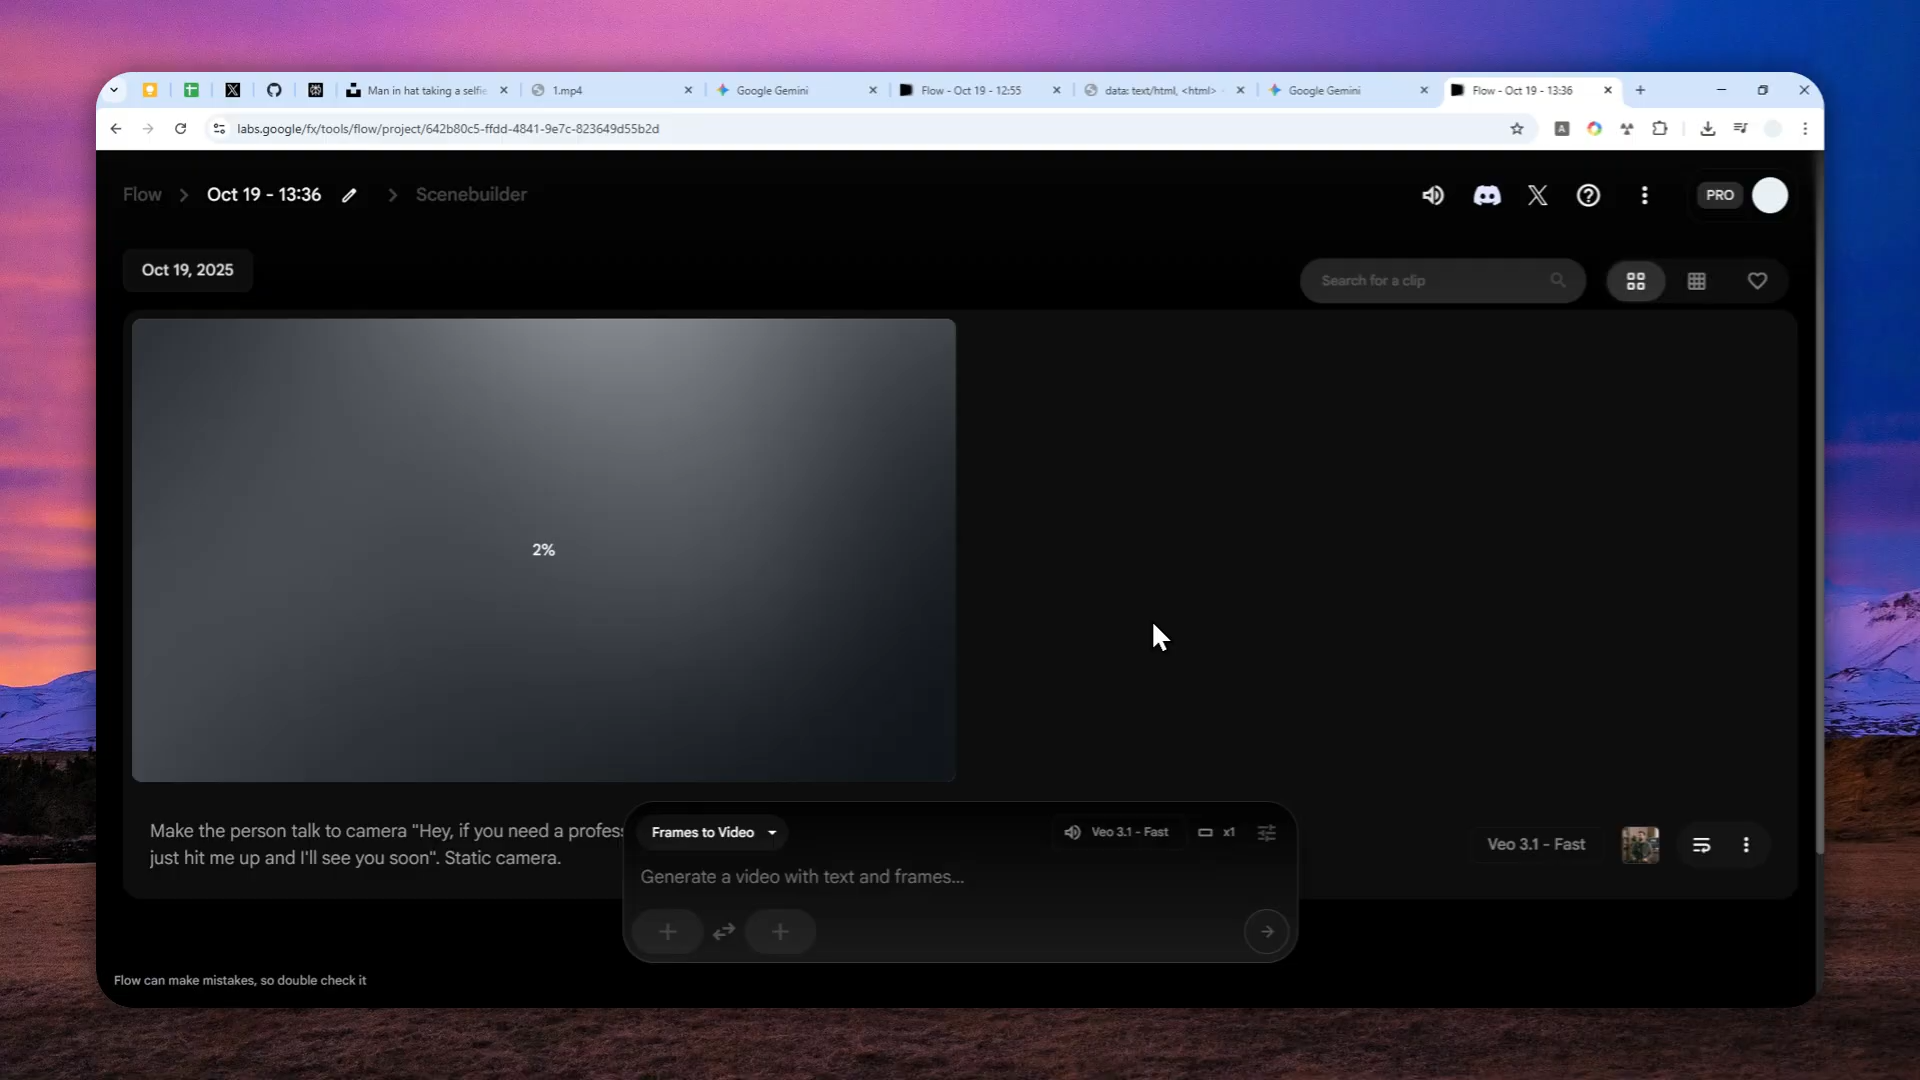 Man in hat taking a selfie
1.mp4
Google Gemini
Flow - Oct 19 - 12:55
data: text/html, <html>
Google Gemini
Flow - Oct 19 - 13:36
labs.google/fx/tools/flow/project/642b80c5-ffdd-4841-9e7c-823649d55b2d
Flow
Oct 19 - 13:36
Scenebuilder
PRO
Oct 19, 2025
Search for a clip
2%
Make the person talk to camera "Hey, if you need a profess
just hit me up and I'll see you soon". Static camera.
Frames to Video
Veo 3.1 - Fast
x1
Generate a video with text and frames...
Veo 3.1 - Fast
Flow can make mistakes, so double check it